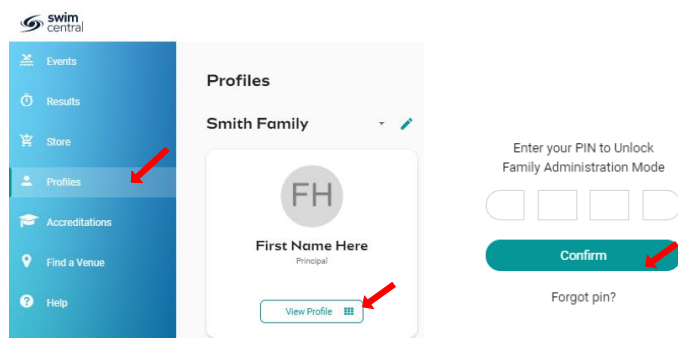 swim
central
Events
Results
Store
Profiles
Accreditations
Find a Venue
Help
Profiles
Smith Family
FH
First Name Here
Principal
View Profile
Enter your PIN to Unlock
Family Administration Mode
Confirm
Forgot pin?